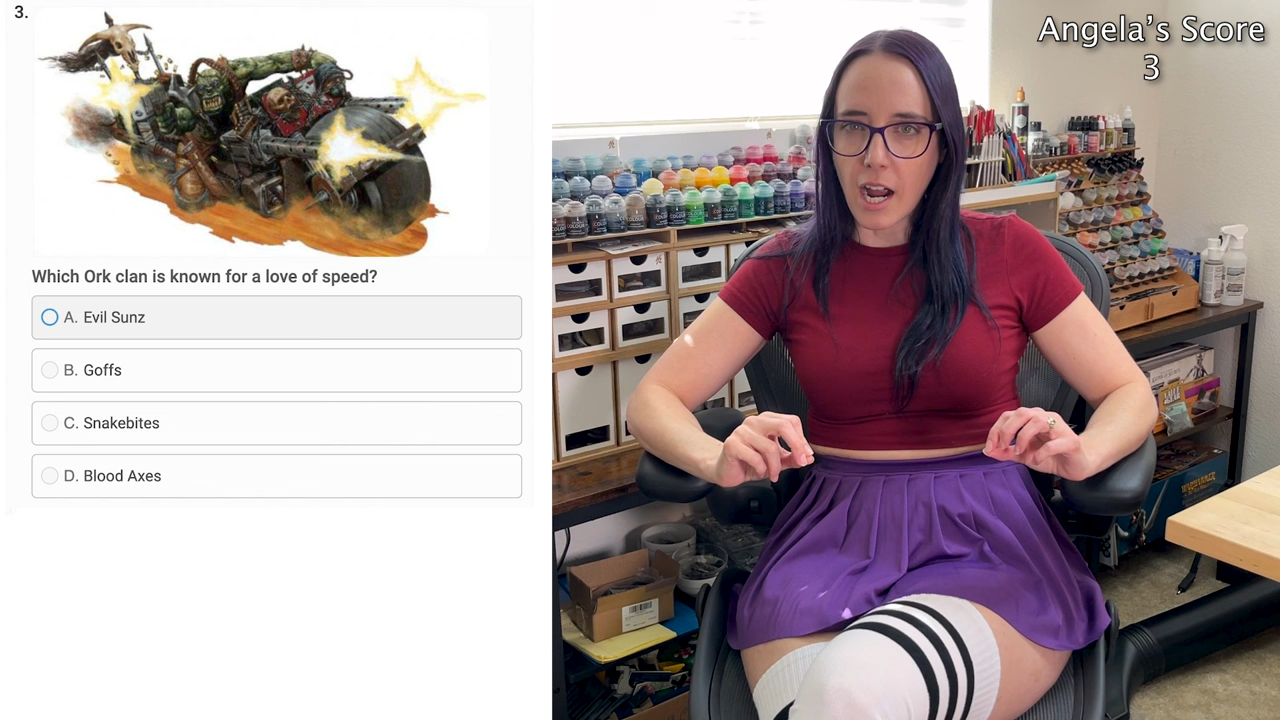 3.
Angela's Score
3
Which Ork clan is known for a love of speed?
A. Evil Sunz
B. Goffs
C. Snakebites
D. Blood Axes